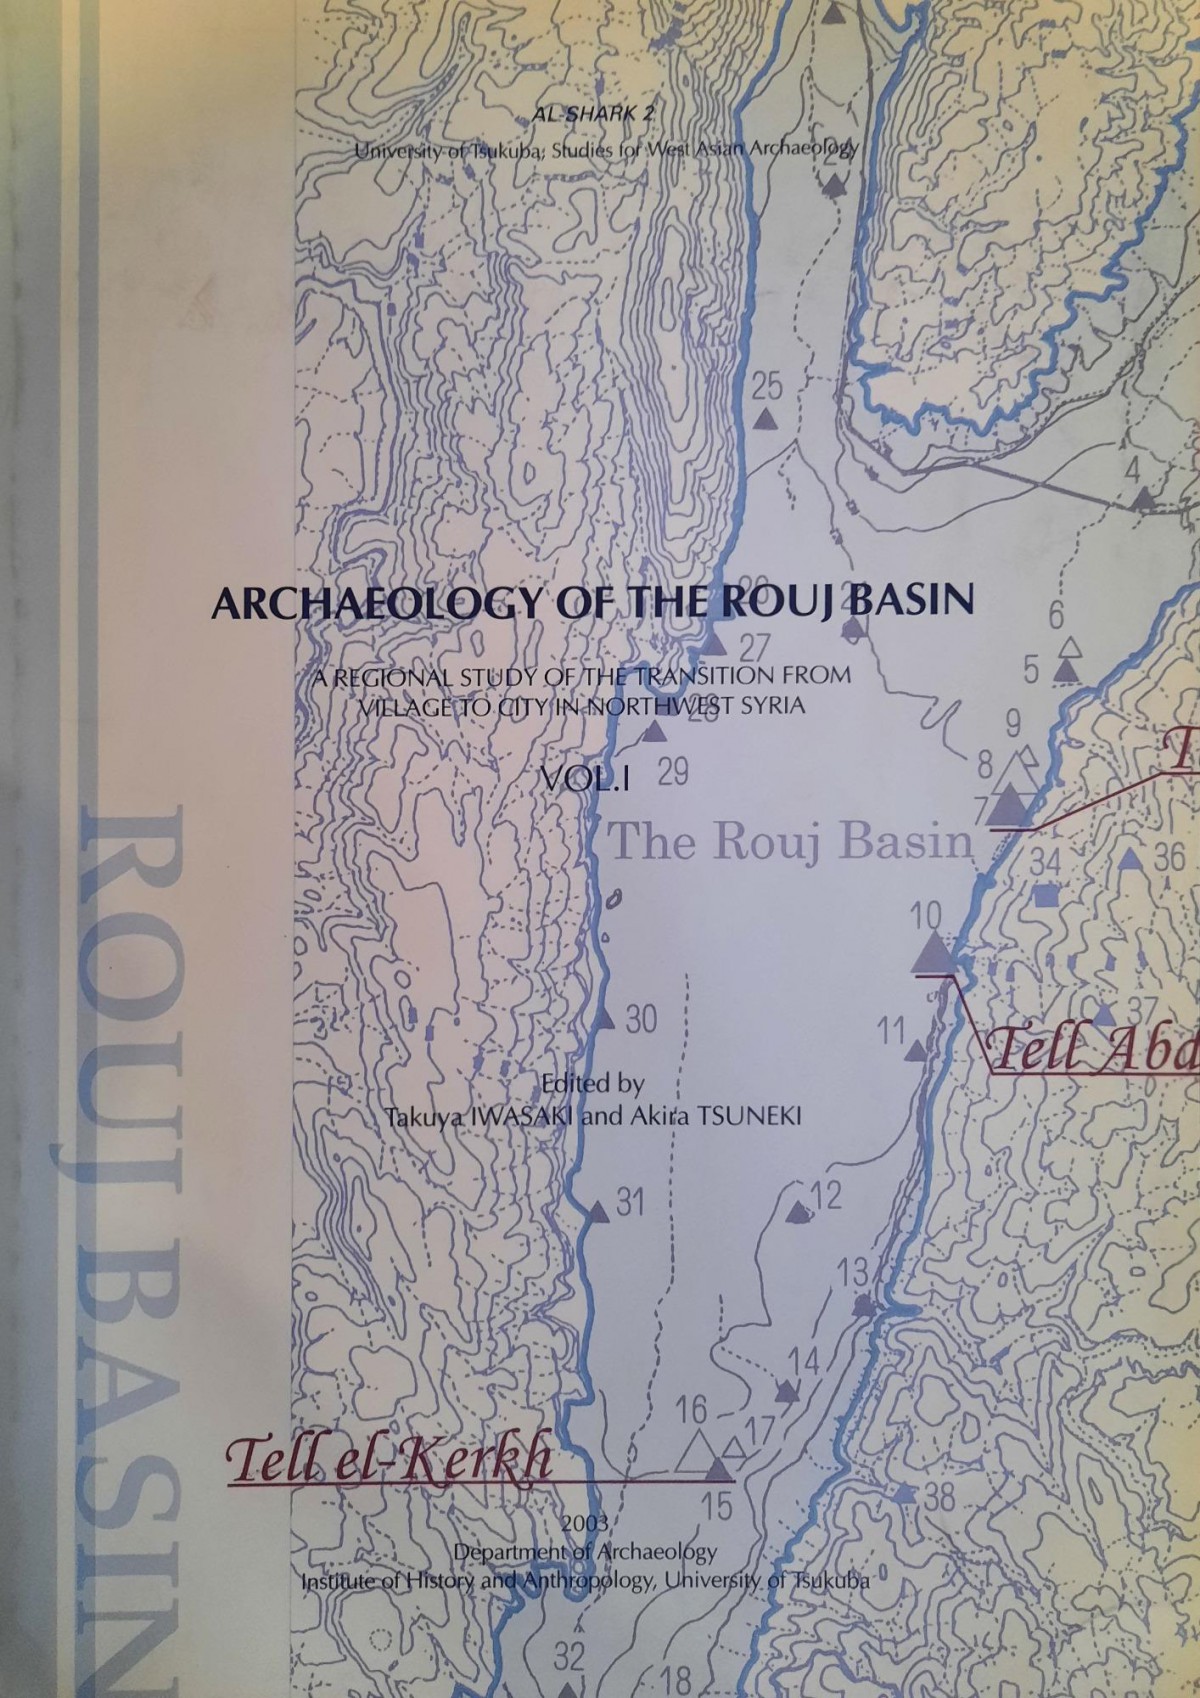 AL-SHARK 2
University of Tsukuba, Studies for West Asian Archaeology
25
4
ARCHAEOLOGY OF THE ROUJ BASIN
27
6
5
A REGIONAL STUDY OF THE TRANSITION FROM
VILLAGE TO CITY IN NORTHWEST SYRIA
28
9
8
VOL.I
29
7
The Rouj Basin
34
36
10
30
11
37
Tell Abd
Edited by
Takuya IWASAKI and Akira TSUNEKI
31
12
13
14
16
17
Tell el-Kerkh
15
38
2003
Department of Archaeology
Institute of History and Anthropology, University of Tsukuba
32
18
ROUJ BASIN